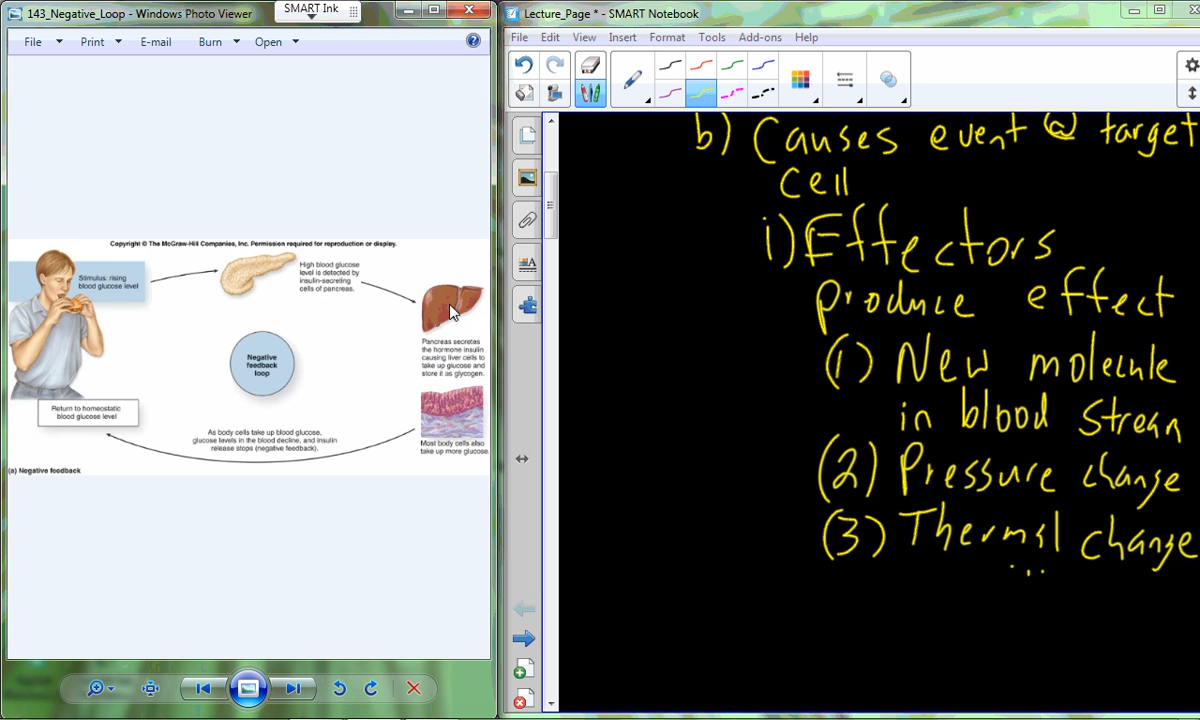 143_Negative_Loop - Windows Photo Viewer
SMART Ink
File Print E-mail Burn Open
Copyright © The McGraw-Hill Companies, Inc. Permission required for reproduction or display.
Stimulus: rising
blood glucose level
High blood glucose
level is detected by
insulin-secreting
cells of pancreas.
Pancreas secretes
the hormone insulin
causing liver cells to
take up glucose and
store it as glycogen.
Negative
feedback
loop
Return to homeostatic
blood glucose level
As body cells take up blood glucose,
glucose levels in the blood decline, and insulin
release stops (negative feedback).
Most body cells also
take up more glucose.
(a) Negative feedback
Lecture_Page * - SMART Notebook
File Edit View Insert Format Tools Add-ons Help
b) Causes event @ target
cell
i) Effectors
produce effect
(1) New molecule
in blood stream
(2) Pressure change
(3) Thermal change
...